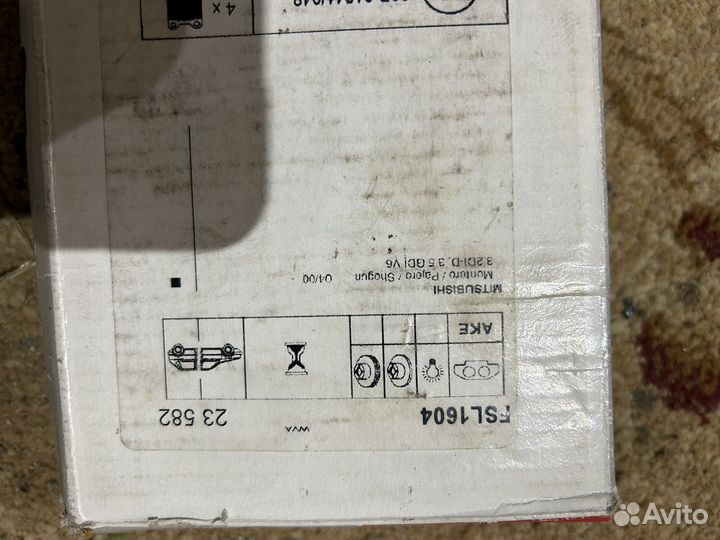 FSL1604
WVA
23 582
AKE
MITSUBISHI
Montero / Pajero / Shogun 04/00
3.2DI-D, 3.5 GDI V6
4 x
Avito